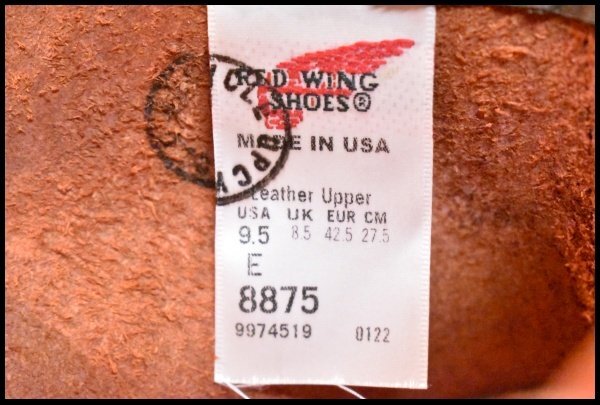 RED WING
SHOES®
MADE IN USA
Leather Upper
USA UK EUR CM
9.5 8.5 42.5 27.5
E
8875
9974519 0122